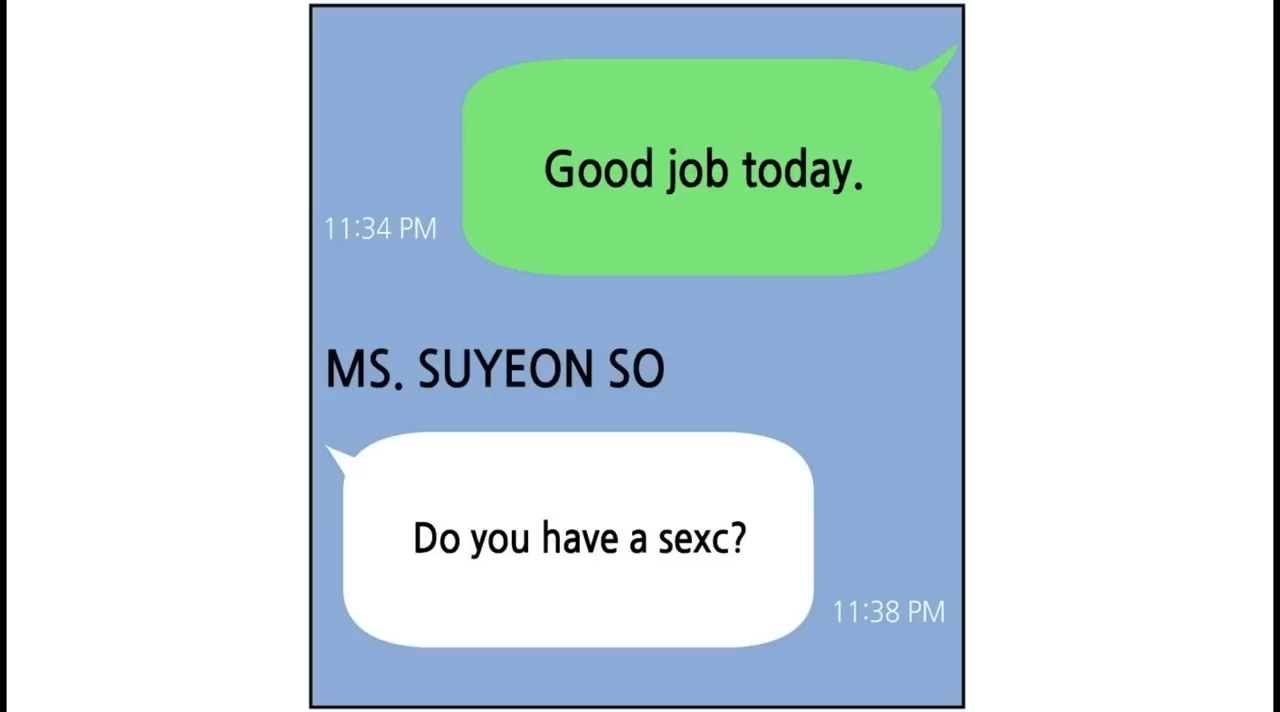 Good job today.
11:34 PM
MS. SUYEON SO
Do you have a sexc?
11:38 PM